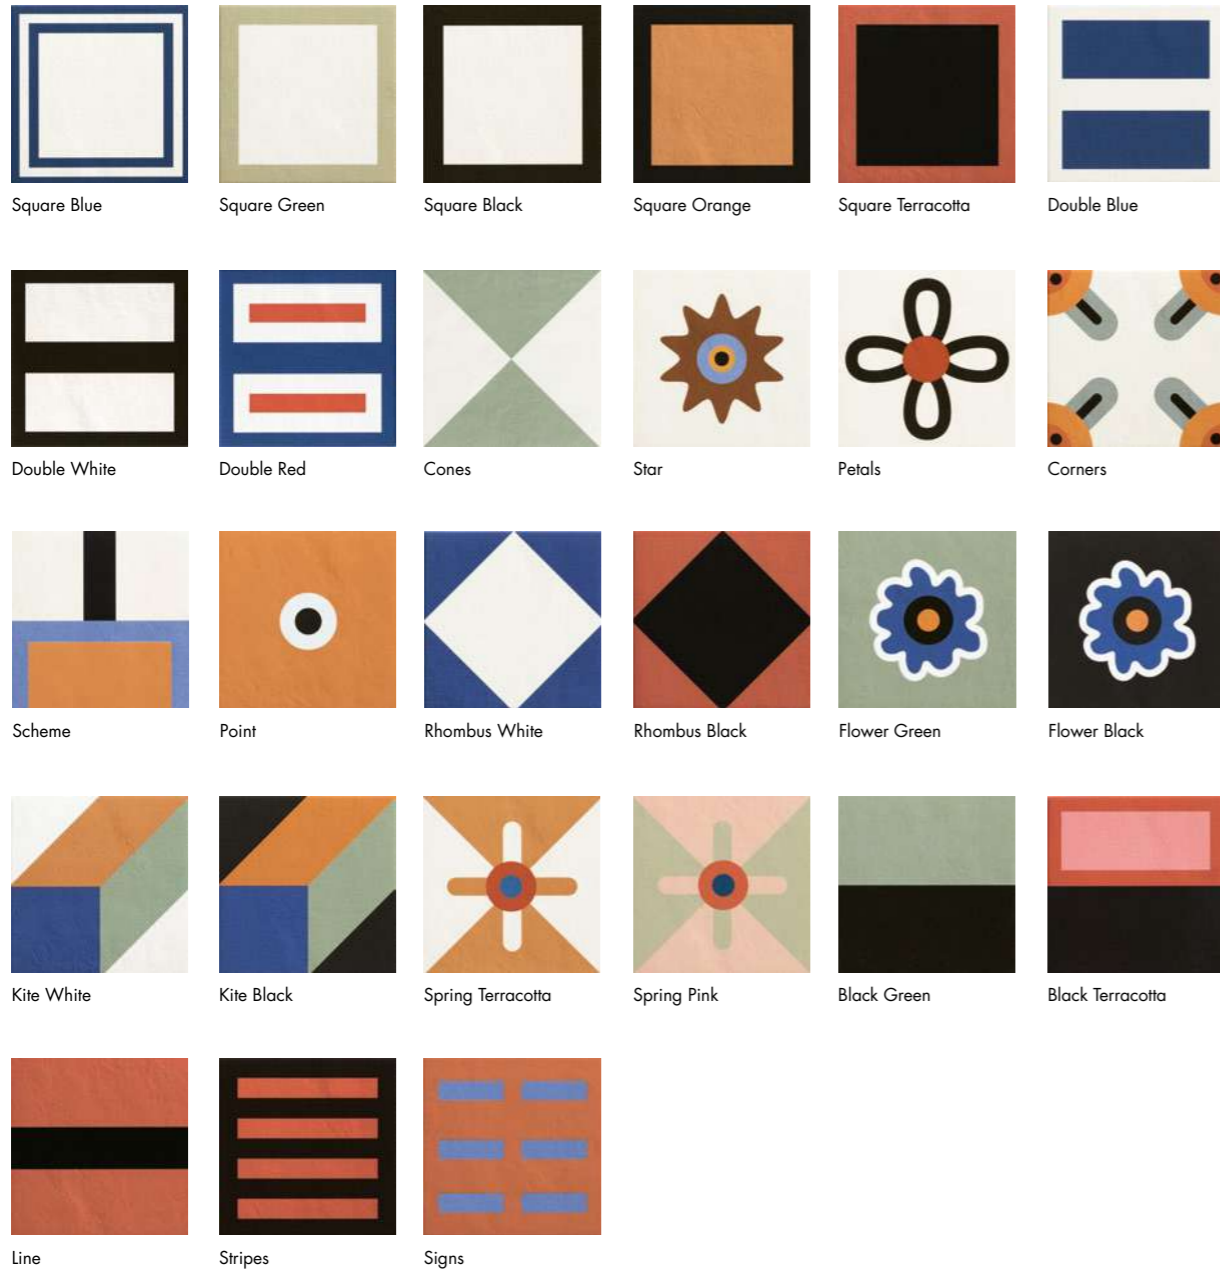 Square Blue
Square Green
Square Black
Square Orange
Square Terracotta
Double Blue
Double White
Double Red
Cones
Star
Petals
Corners
Scheme
Point
Rhombus White
Rhombus Black
Flower Green
Flower Black
Kite White
Kite Black
Spring Terracotta
Spring Pink
Black Green
Black Terracotta
Line
Stripes
Signs